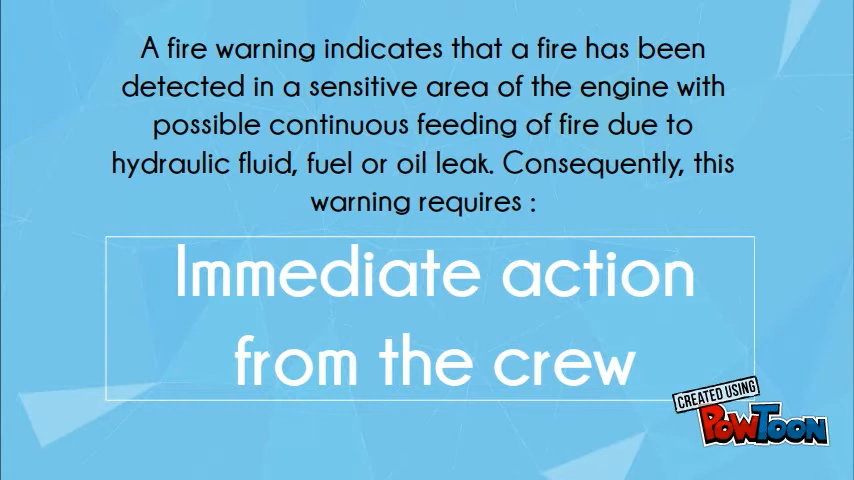 A fire warning indicates that a fire has been
detected in a sensitive area of the engine with
possible continuous feeding of fire due to
hydraulic fluid, fuel or oil leak. Consequently, this
warning requires :
Immediate action
from the crew
CREATED USING
POWTOON